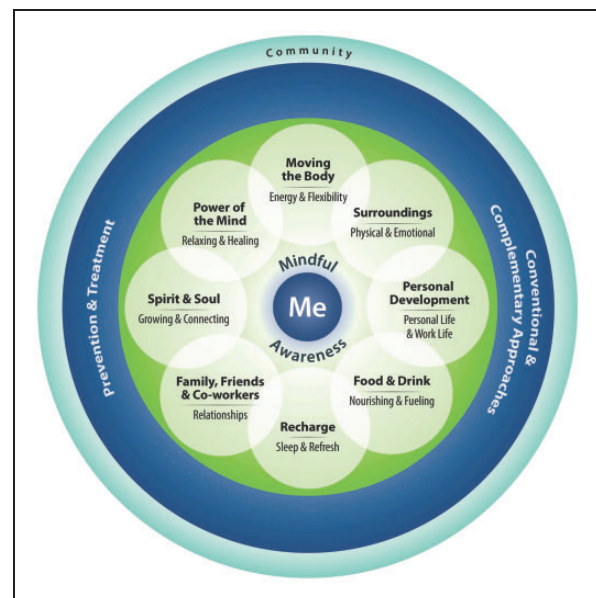 Community
Prevention & Treatment
Conventional &
Complementary Approaches
Moving
the Body
Energy & Flexibility
Surroundings
Physical & Emotional
Personal
Development
Personal Life
& Work Life
Food & Drink
Nourishing & Fueling
Recharge
Sleep & Refresh
Family, Friends
& Co-workers
Relationships
Spirit & Soul
Growing & Connecting
Power of
the Mind
Relaxing & Healing
Mindful
Me
Awareness